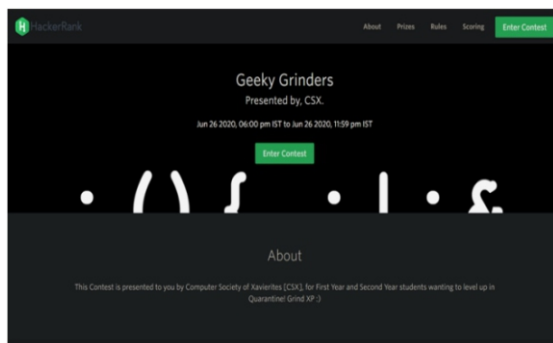 HackerRank
About Prizes Rules Scoring Enter Contest
Geeky Grinders
Presented by, CSX.
Jun 26 2020, 06:00 pm IST to Jun 26 2020, 11:59 pm IST
Enter Contest
. ( ) { . | . &
About
This Contest is presented to you by Computer Society of Xavierites [CSX], for First Year and Second Year students wanting to level up in
Quarantine! Grind XP :)